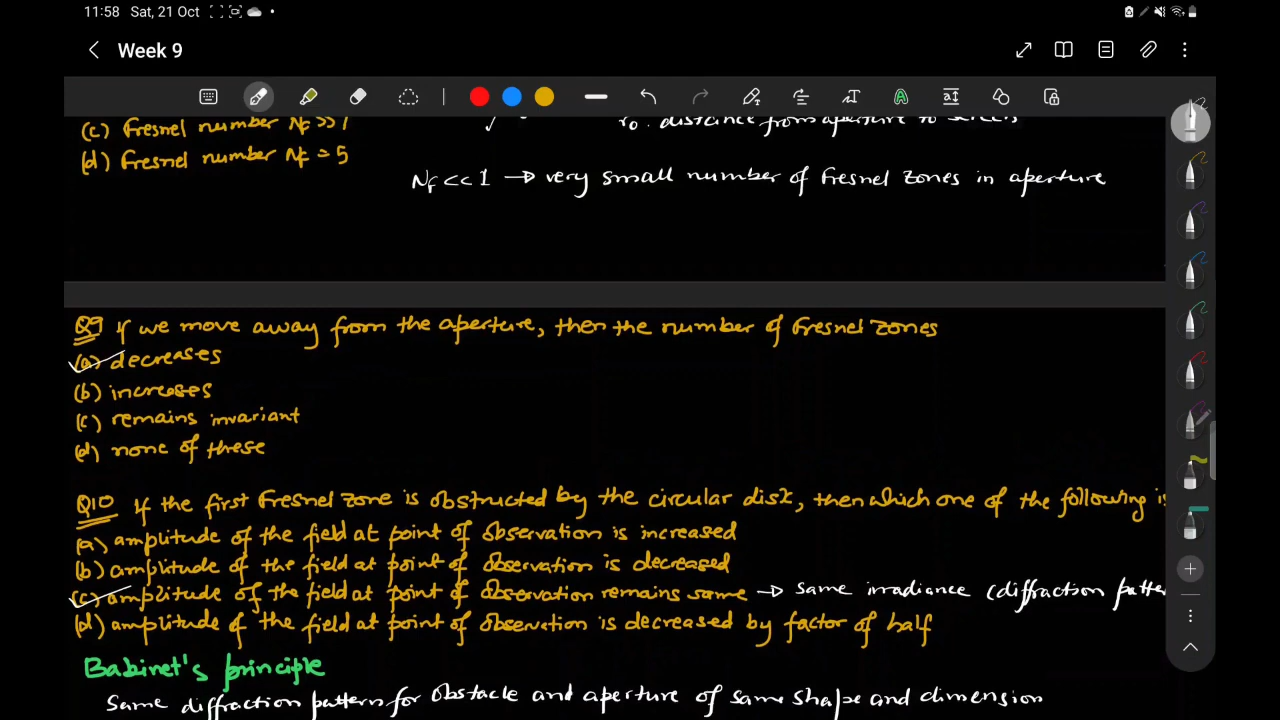 11:58 Sat, 21 Oct
Week 9
(c) Fresnel number Nf >> 1
r0: distance from aperture to screen
(d) Fresnel number Nf = 5
Nf << 1 → very small number of Fresnel zones in aperture
Q9 If we move away from the aperture, then the number of Fresnel zones
(a) decreases
(b) increases
(c) remains invariant
(d) none of these
Q10 If the first Fresnel zone is obstructed by the circular disk, then which one of the following is
(a) amplitude of the field at point of observation is increased
(b) amplitude of the field at point of observation is decreased
(c) amplitude of the field at point of observation remains same → same irradiance (diffraction patter
(d) amplitude of the field at point of observation is decreased by factor of half
Babinet's principle
Same diffraction pattern for obstacle and aperture of same shape and dimension